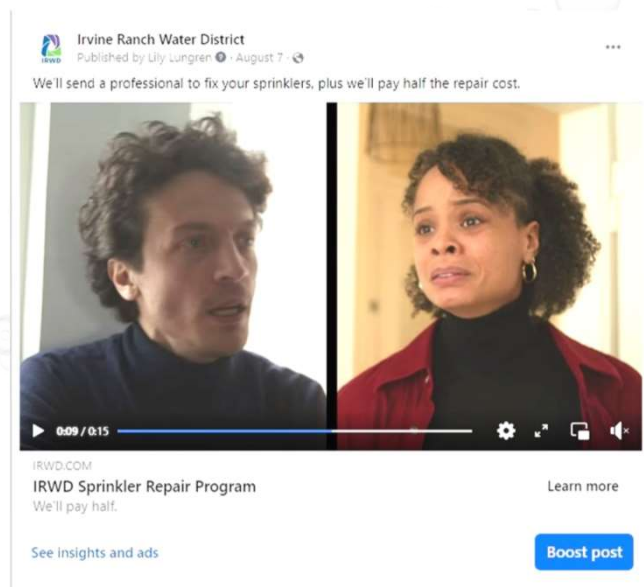 Irvine Ranch Water District
IRWD
Published by Lily Lungren · August 7 ·
We'll send a professional to fix your sprinklers, plus we'll pay half the repair cost.
0:09 / 0:15
IRWD.COM
IRWD Sprinkler Repair Program
Learn more
We'll pay half.
See insights and ads
Boost post